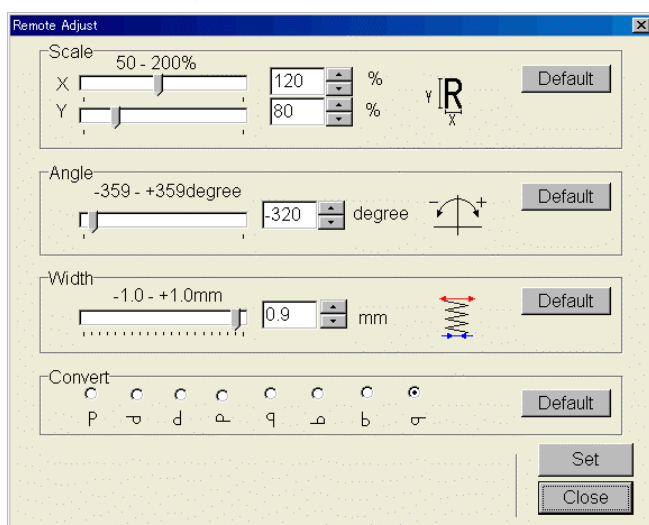 Remote Adjust
Scale
50 - 200%
X 120 % Default
Y 80 %
Y R
X
Angle
-359 - +359degree
-320 degree - + Default
Width
-1.0 - +1.0mm
0.9 mm Default
Convert
P d q b
Default
Set
Close